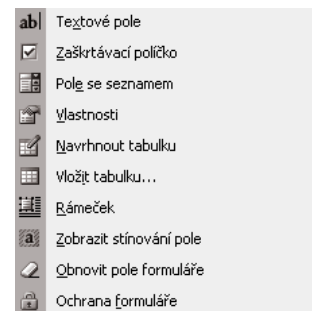 ab| Textové pole
Zaškrtávací políčko
Pole se seznamem
Vlastnosti
Navrhnout tabulku
Vložit tabulku...
Rámeček
a Zobrazit stínování pole
Obnovit pole formuláře
Ochrana formuláře